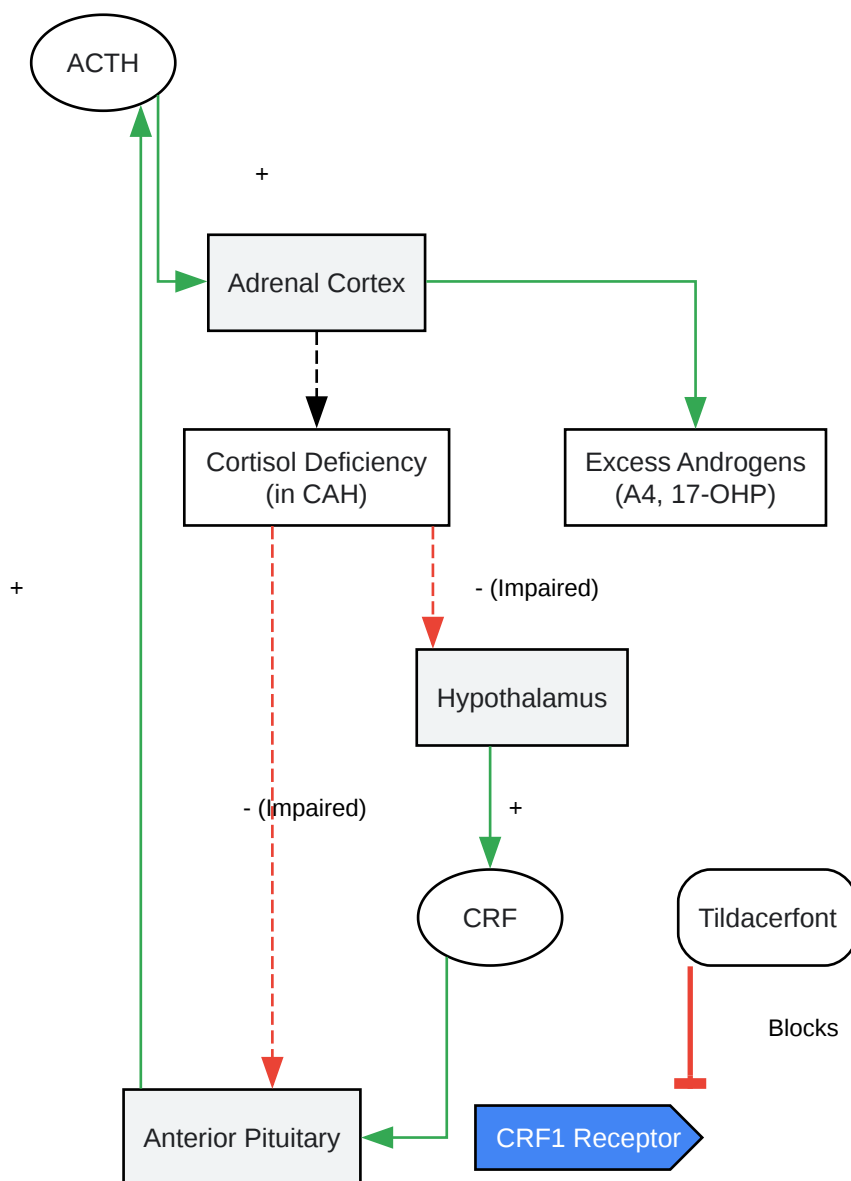 ACTH
+
Adrenal Cortex
Cortisol Deficiency
(in CAH)
Excess Androgens
(A4, 17-OHP)
+
- (Impaired)
Hypothalamus
- (Impaired)
+
CRF
Tildacerfont
Blocks
Anterior Pituitary
CRF1 Receptor